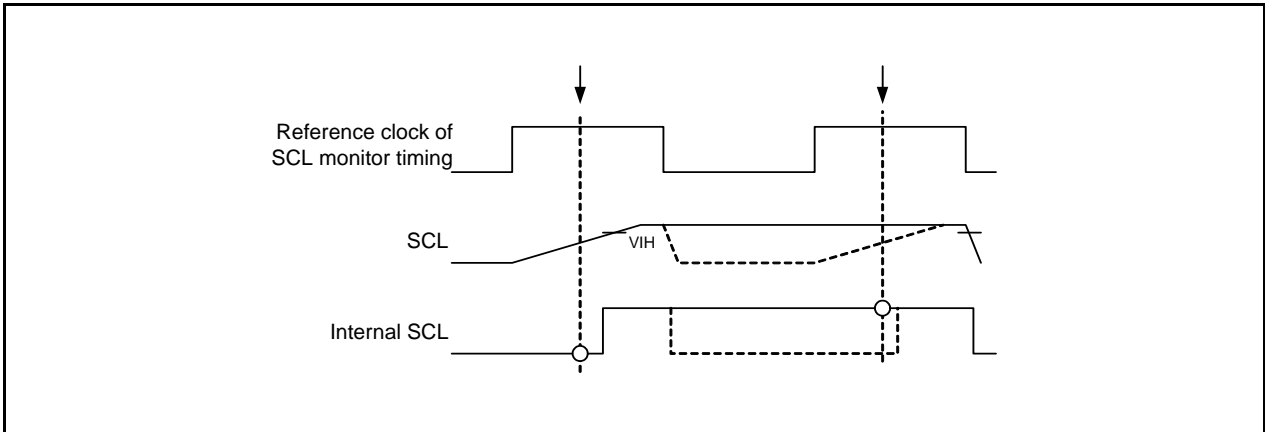 Reference clock of
SCL monitor timing
SCL
VIH
Internal SCL